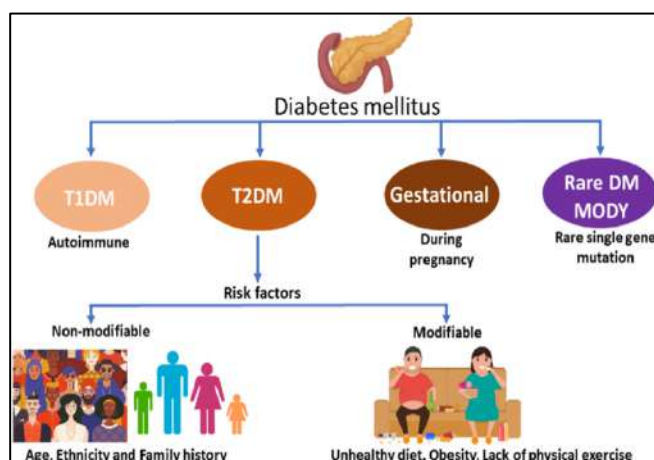 Diabetes mellitus
T1DM
T2DM
Gestational
Rare DM
MODY
Autoimmune
During
pregnancy
Rare single gene
mutation
Risk factors
Non-modifiable
Modifiable
Age, Ethnicity and Family history
Unhealthy diet, Obesity, Lack of physical exercise